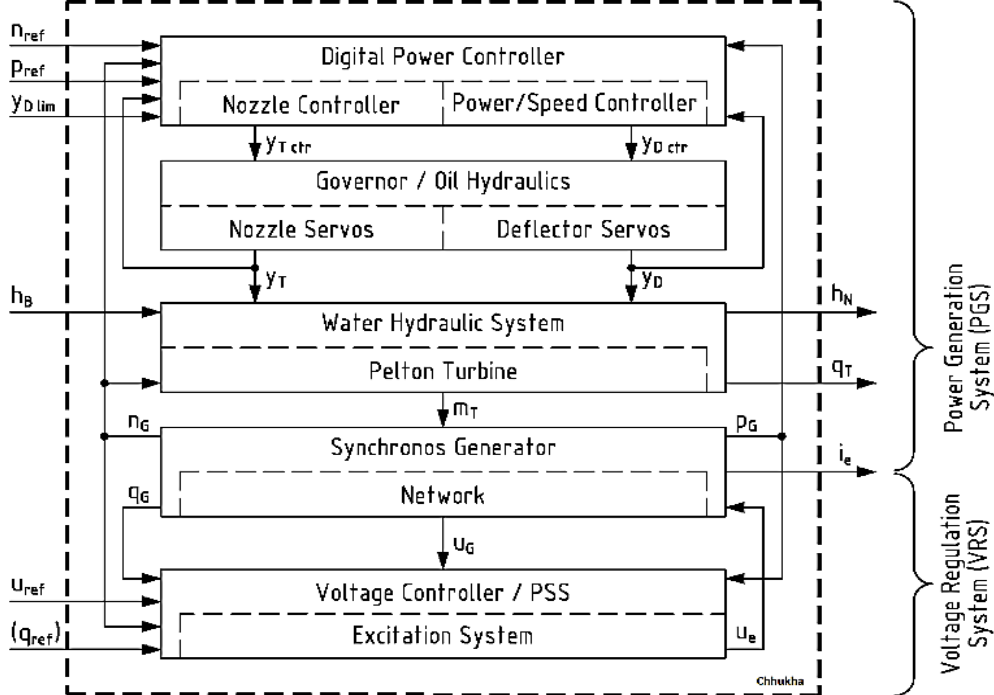 n_ref
p_ref
y_D lim
Digital Power Controller
Nozzle Controller
Power/Speed Controller
y_T ctr
y_D ctr
Governor / Oil Hydraulics
Nozzle Servos
Deflector Servos
y_T
y_D
h_B
Water Hydraulic System
h_N
Pelton Turbine
q_T
m_T
n_G
p_G
Synchronos Generator
i_e
Network
q_G
u_G
u_ref
Voltage Controller / PSS
(q_ref)
Excitation System
u_e
Chhukha
Power Generation
System (PGS)
Voltage Regulation
System (VRS)